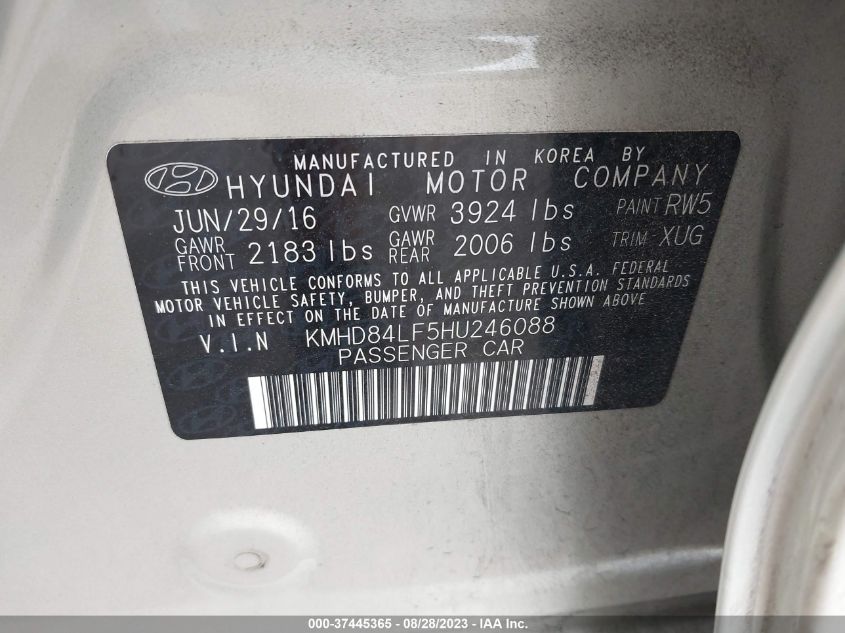 MANUFACTURED IN KOREA BY
HYUNDAI MOTOR COMPANY
JUN/29/16 GVWR 3924 lbs PAINT RW5
GAWR FRONT 2183 lbs GAWR REAR 2006 lbs TRIM XUG
THIS VEHICLE CONFORMS TO ALL APPLICABLE U.S.A. FEDERAL
MOTOR VEHICLE SAFETY, BUMPER, AND THEFT PREVENTION STANDARDS
IN EFFECT ON THE DATE OF MANUFACTURE SHOWN ABOVE
V.I.N KMHD84LF5HU246088
PASSENGER CAR
000-37445365 - 08/28/2023 - IAA Inc.